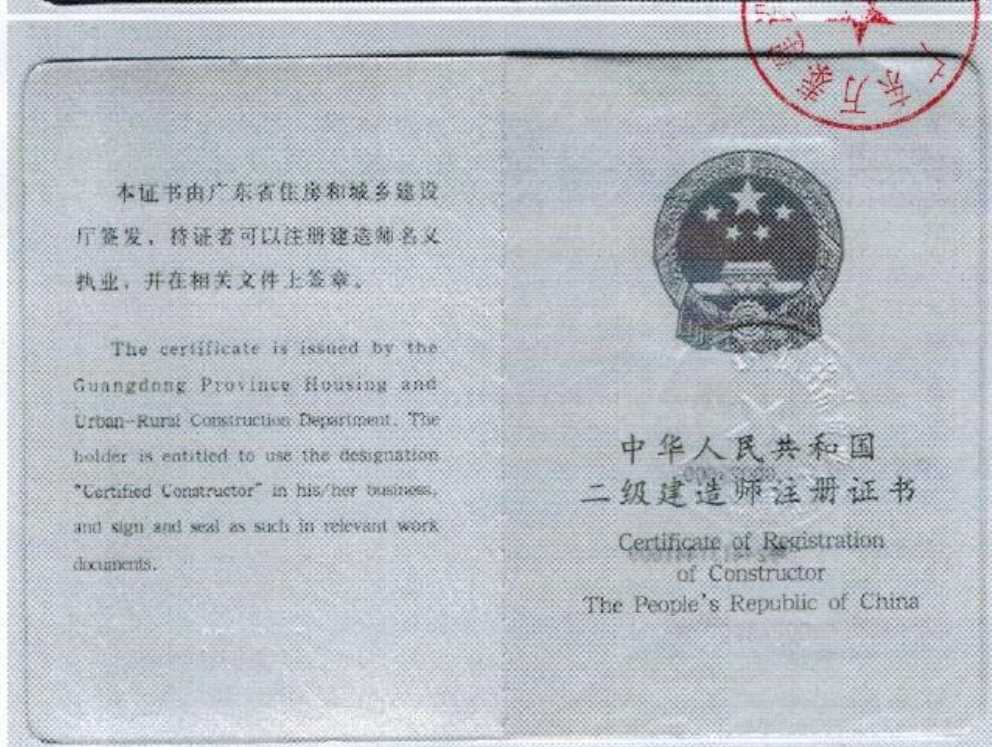 本证书由广东省住房和城乡建设
厅签发，持证者可以注册建造师名义
执业，并在相关文件上签章。
The certificate is issued by the
Guangdong Province Housing and
Urban-Rural Construction Department. The
holder is entitled to use the designation
"Certified Constructor" in his/her business,
and sign and seal as such in relevant work
documents.
广东万
中华人民共和国
二级建造师注册证书
Certificate of Registration
of Constructor
The People's Republic of China